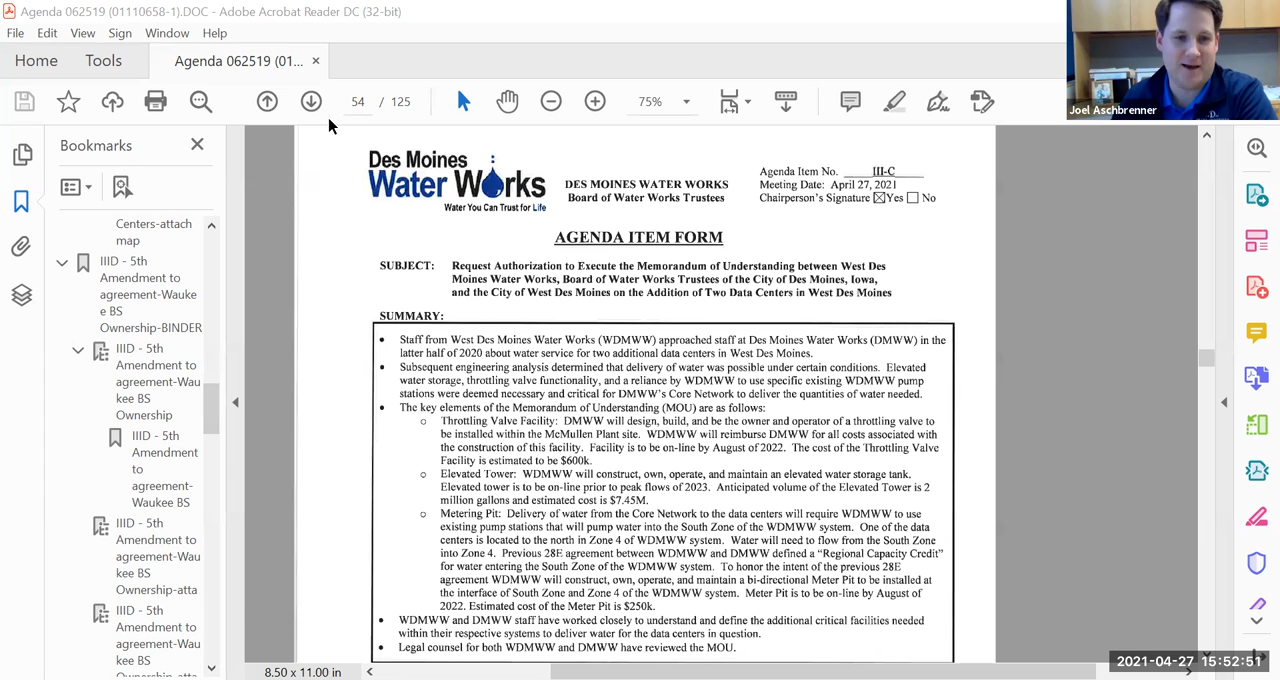 Agenda 062519 (01110658-1).DOC - Adobe Acrobat Reader DC (32-bit)
File Edit View Sign Window Help
Home Tools Agenda 062519 (01... ×
54 / 125 75%
Joel Aschbrenner
Bookmarks
Centers-attach
map
IIID - 5th
Amendment to
agreement-Wauke
e BS
Ownership-BINDER
IIID - 5th
Amendment to
agreement-Wau
kee BS
Ownership
IIID - 5th
Amendment
to
agreement-
Waukee BS
IIID - 5th
Amendment to
agreement-Wau
kee BS
Ownership-atta
IIID - 5th
Amendment to
agreement-Wau
kee BS
Ownership-atta
Des Moines
Water Works
Water You Can Trust for Life
DES MOINES WATER WORKS
Board of Water Works Trustees
Agenda Item No. III-C
Meeting Date: April 27, 2021
Chairperson's Signature ☒Yes ☐ No
AGENDA ITEM FORM
SUBJECT: Request Authorization to Execute the Memorandum of Understanding between West Des
Moines Water Works, Board of Water Works Trustees of the City of Des Moines, Iowa,
and the City of West Des Moines on the Addition of Two Data Centers in West Des Moines
SUMMARY:
• Staff from West Des Moines Water Works (WDMWW) approached staff at Des Moines Water Works (DMWW) in the
latter half of 2020 about water service for two additional data centers in West Des Moines.
• Subsequent engineering analysis determined that delivery of water was possible under certain conditions. Elevated
water storage, throttling valve functionality, and a reliance by WDMWW to use specific existing WDMWW pump
stations were deemed necessary and critical for DMWW's Core Network to deliver the quantities of water needed.
• The key elements of the Memorandum of Understanding (MOU) are as follows:
o Throttling Valve Facility: DMWW will design, build, and be the owner and operator of a throttling valve to
be installed within the McMullen Plant site. WDMWW will reimburse DMWW for all costs associated with
the construction of this facility. Facility is to be on-line by August of 2022. The cost of the Throttling Valve
Facility is estimated to be $600k.
o Elevated Tower: WDMWW will construct, own, operate, and maintain an elevated water storage tank.
Elevated tower is to be on-line prior to peak flows of 2023. Anticipated volume of the Elevated Tower is 2
million gallons and estimated cost is $7.45M.
o Metering Pit: Delivery of water from the Core Network to the data centers will require WDMWW to use
existing pump stations that will pump water into the South Zone of the WDMWW system. One of the data
centers is located to the north in Zone 4 of WDMWW system. Water will need to flow from the South Zone
into Zone 4. Previous 28E agreement between WDMWW and DMWW defined a “Regional Capacity Credit”
for water entering the South Zone of the WDMWW system. To honor the intent of the previous 28E
agreement WDMWW will construct, own, operate, and maintain a bi-directional Meter Pit to be installed at
the interface of South Zone and Zone 4 of the WDMWW system. Meter Pit is to be on-line by August of
2022. Estimated cost of the Meter Pit is $250k.
• WDMWW and DMWW staff have worked closely to understand and define the additional critical facilities needed
within their respective systems to deliver water for the data centers in question.
• Legal counsel for both WDMWW and DMWW have reviewed the MOU.
8.50 x 11.00 in
2021-04-27 15:52:51